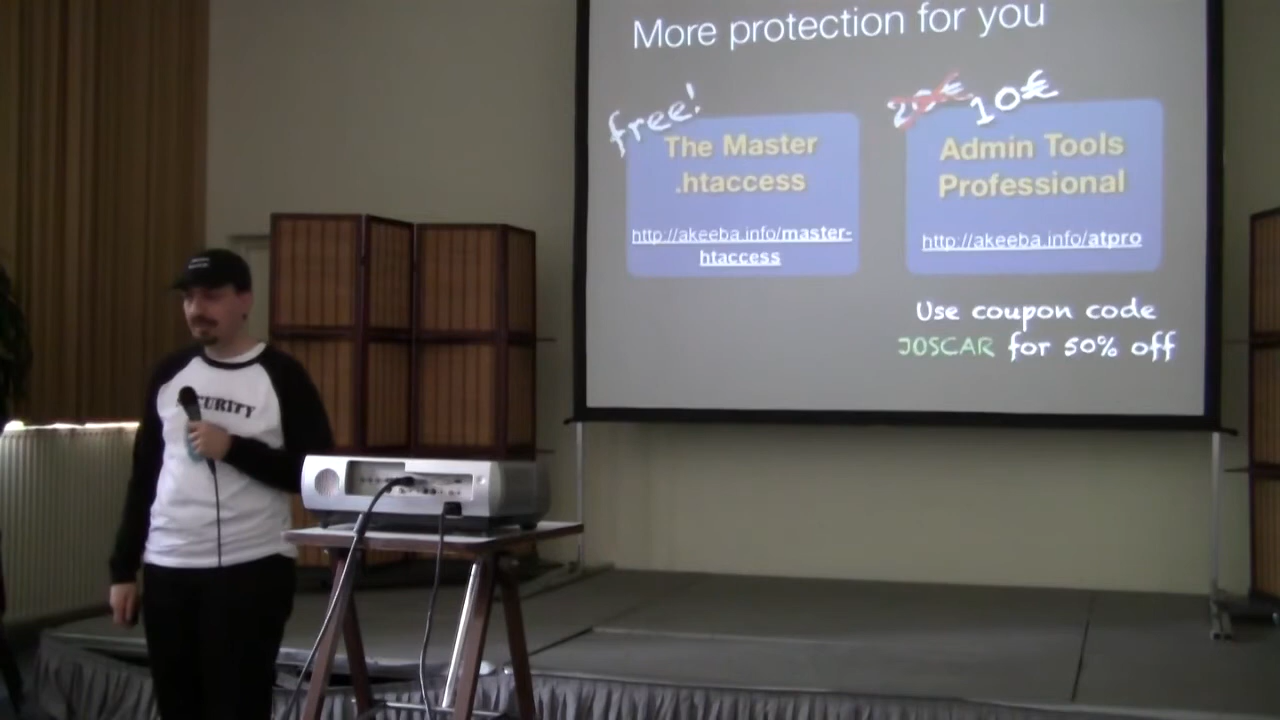 More protection for you
free!
The Master
.htaccess
http://akeeba.info/master-
htaccess
20€ 10€
Admin Tools
Professional
http://akeeba.info/atpro
Use coupon code
JOSCAR for 50% off
CURITY